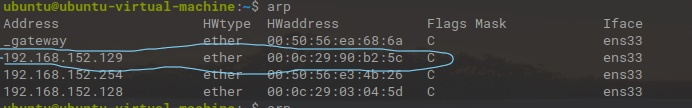 ubuntu@ubuntu-virtual-machine:~$ arp
Address HWtype HWaddress Flags Mask Iface
_gateway ether 00:50:56:ea:68:6a C ens33
192.168.152.129 ether 00:0c:29:90:b2:5c C ens33
192.168.152.254 ether 00:50:56:e3:4b:26 C ens33
192.168.152.128 ether 00:0c:29:03:04:5d C ens33
ubuntu@ubuntu-virtual-machine:~$ arp